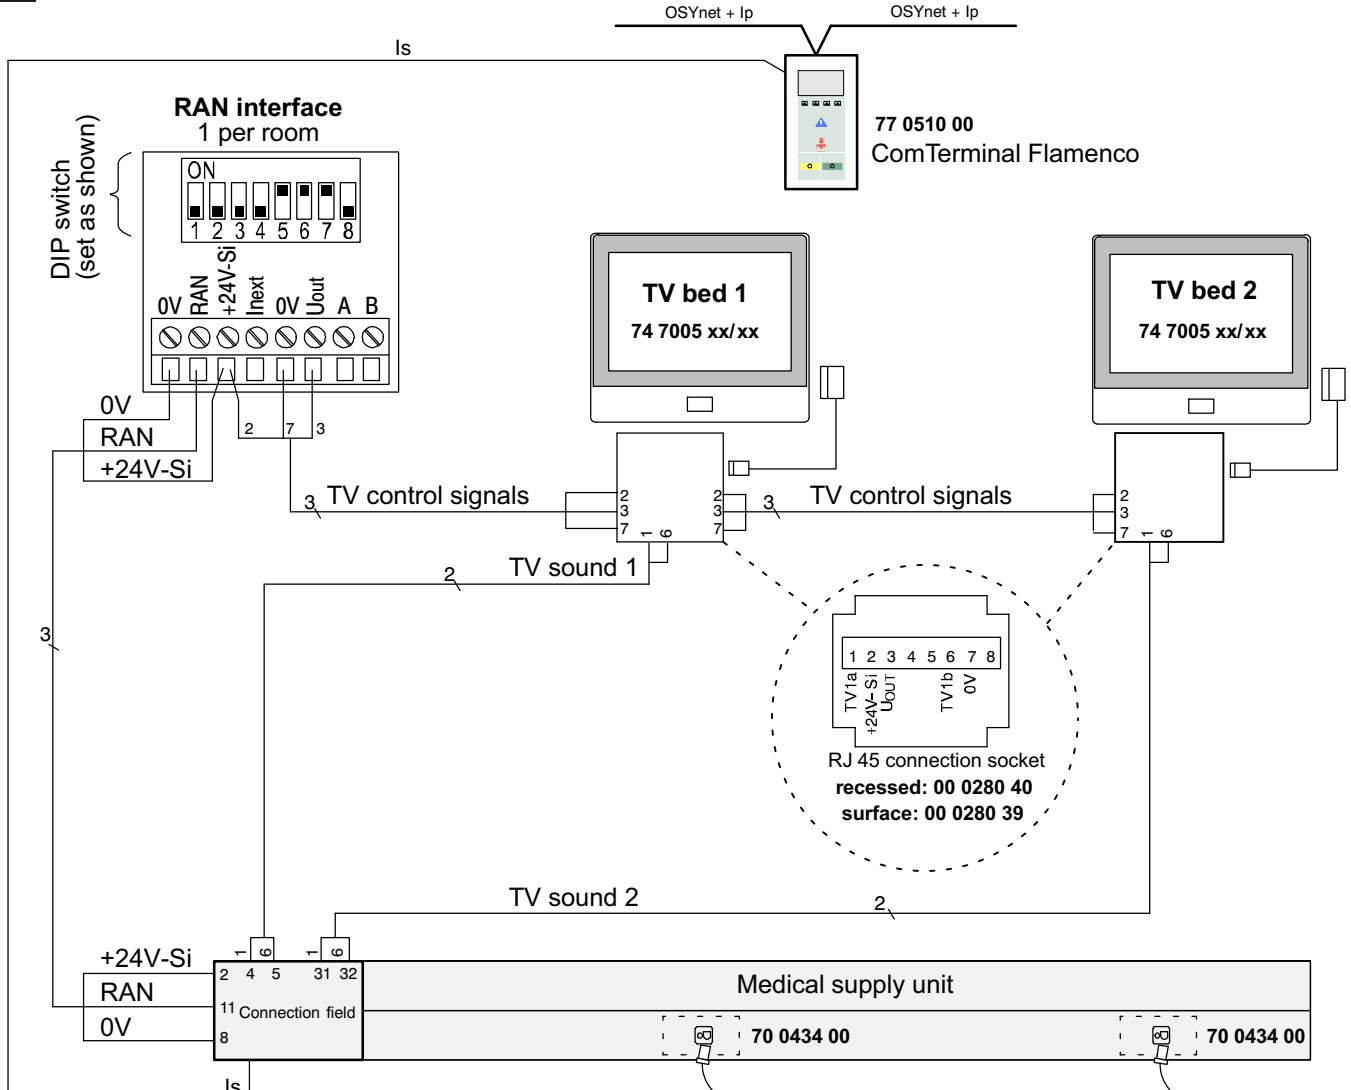 OSYnet + Ip
OSYnet + Ip
Is
RAN interface
1 per room
DIP switch
(set as shown)
ON
1 2 3 4 5 6 7 8
0V RAN +24V-Si Inext 0V Uout A B
77 0510 00
ComTerminal Flamenco
TV bed 1
74 7005 xx/xx
TV bed 2
74 7005 xx/xx
0V
RAN
+24V-Si
2 7 3
3 TV control signals
2
3
7
1 6
2
3
7
3 TV control signals
2
3
7
1 6
2 TV sound 1
3
1 2 3 4 5 6 7 8
TV1a +24V-Si UOUT TV1b 0V
RJ 45 connection socket
recessed: 00 0280 40
surface: 00 0280 39
TV sound 2 2
+24V-Si
RAN
0V
1 6 1 6
2 4 5 31 32
11 Connection field
8
Medical supply unit
70 0434 00
70 0434 00
Is